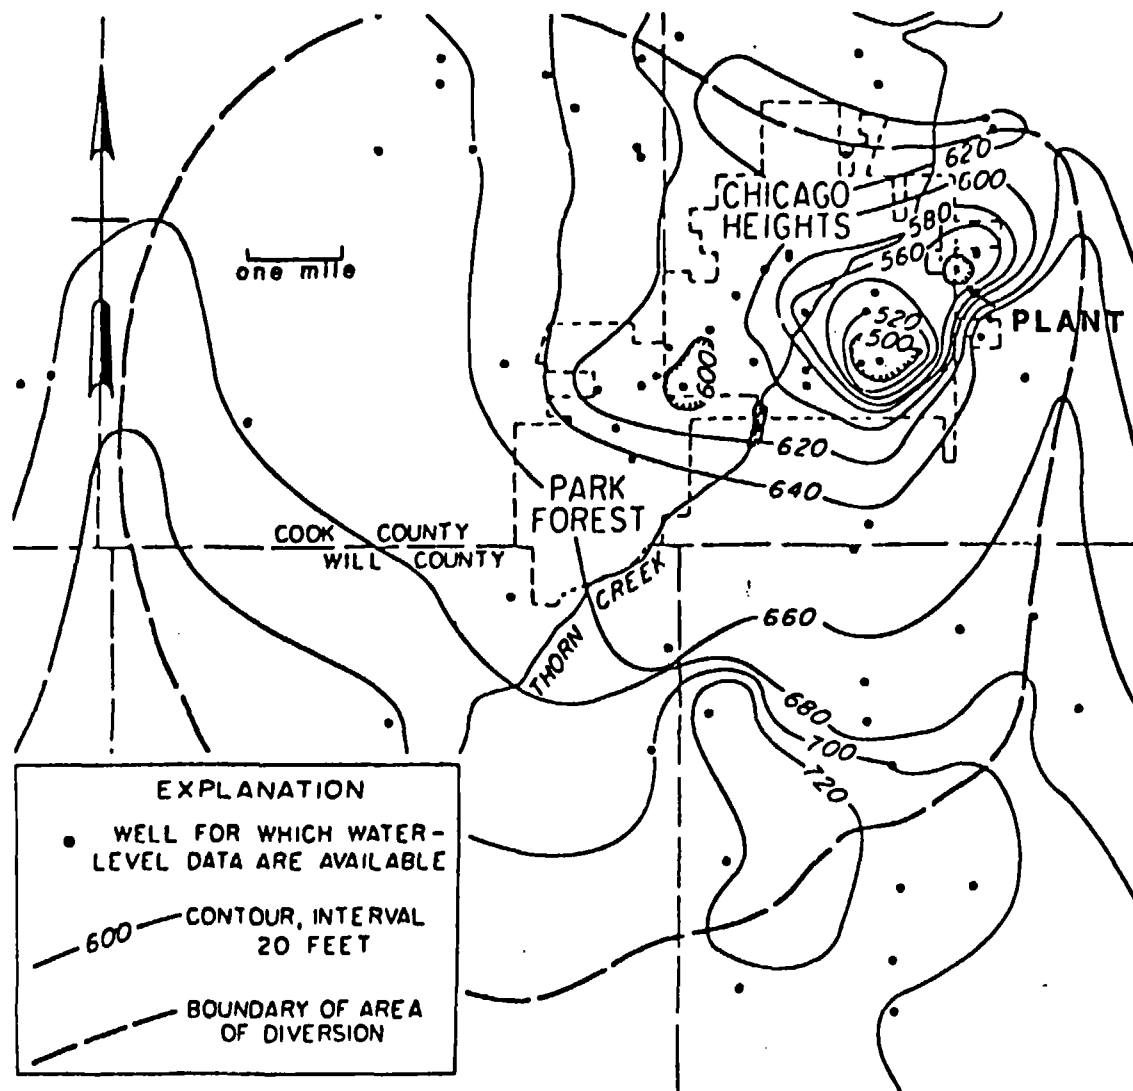 620
600
CHICAGO
HEIGHTS
580
560
one mile
520
PLANT
500
600?
620
640
PARK
FOREST
COOK COUNTY
WILL COUNTY
THORN CREEK
660
680
700
720
EXPLANATION
WELL FOR WHICH WATER-
LEVEL DATA ARE AVAILABLE
600
CONTOUR, INTERVAL
20 FEET
BOUNDARY OF AREA
OF DIVERSION